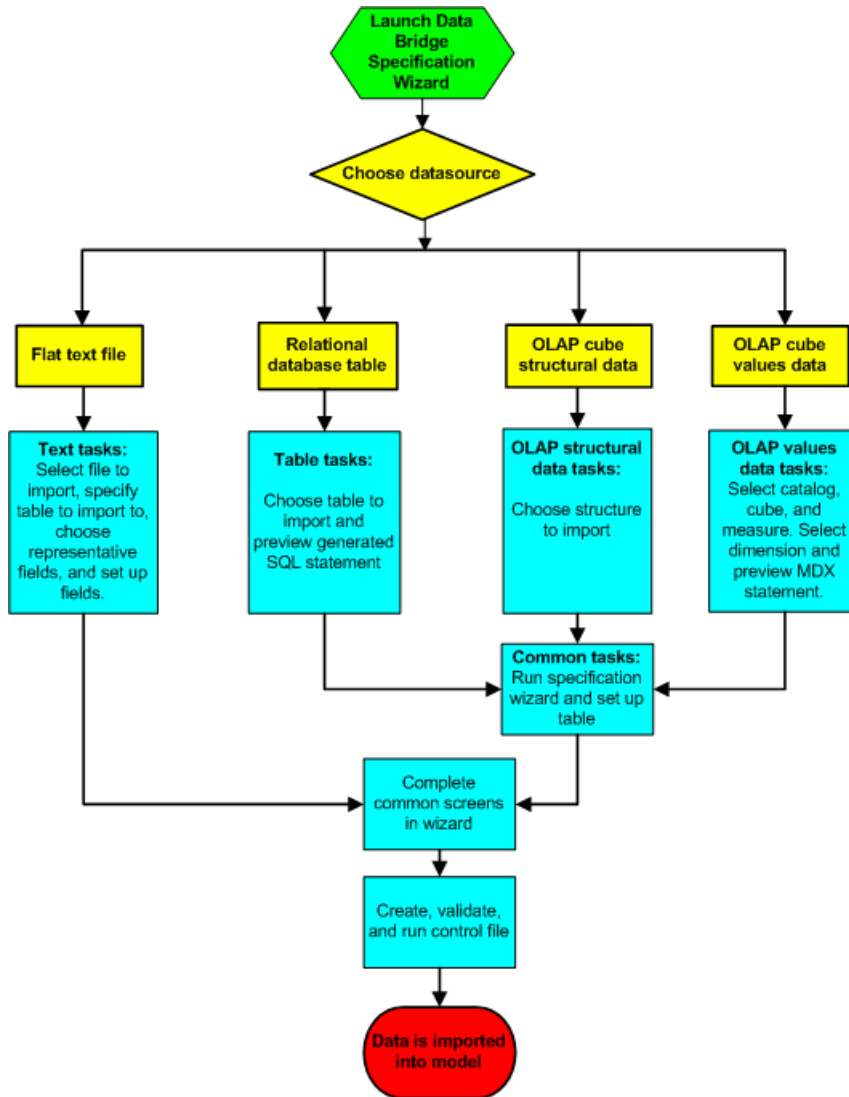 Launch Data
Bridge
Specification
Wizard
Choose datasource
Flat text file
Relational
database table
OLAP cube
structural data
OLAP cube
values data
Text tasks:
Select file to
import, specify
table to import to,
choose
representative
fields, and set up
fields.
Table tasks:
Choose table to
import and
preview generated
SQL statement
OLAP structural
data tasks:
Choose structure
to import
OLAP values
data tasks:
Select catalog,
cube, and
measure. Select
dimension and
preview MDX
statement.
Common tasks:
Run specification
wizard and set up
table
Complete
common screens
in wizard
Create, validate,
and run control file
Data is imported
into model